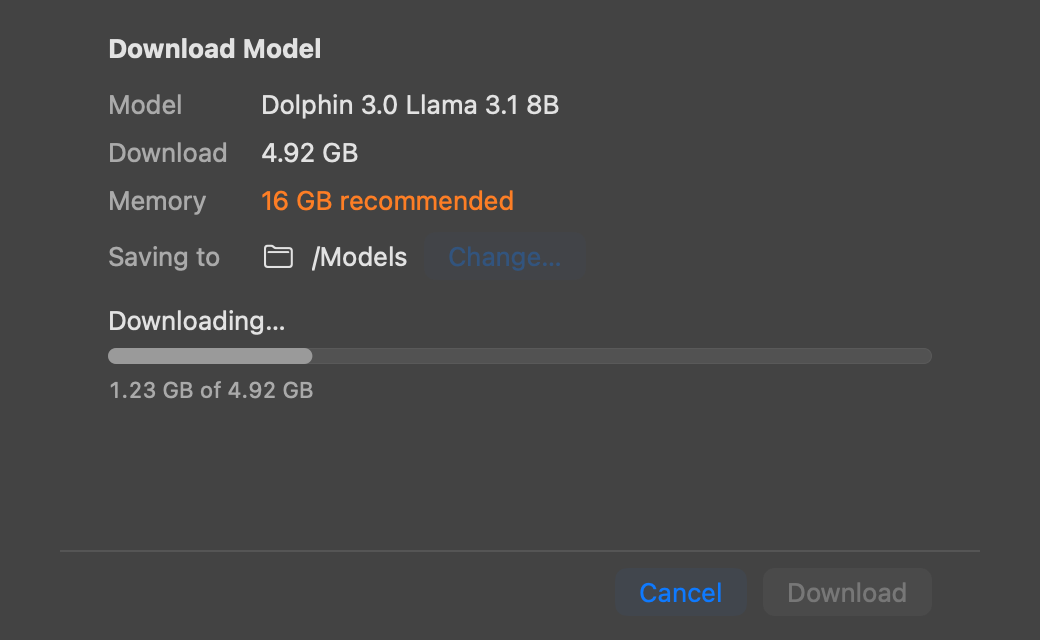 Download Model
Model Dolphin 3.0 Llama 3.1 8B
Download 4.92 GB
Memory 16 GB recommended
Saving to /Models Change...
Downloading...
1.23 GB of 4.92 GB
Cancel Download